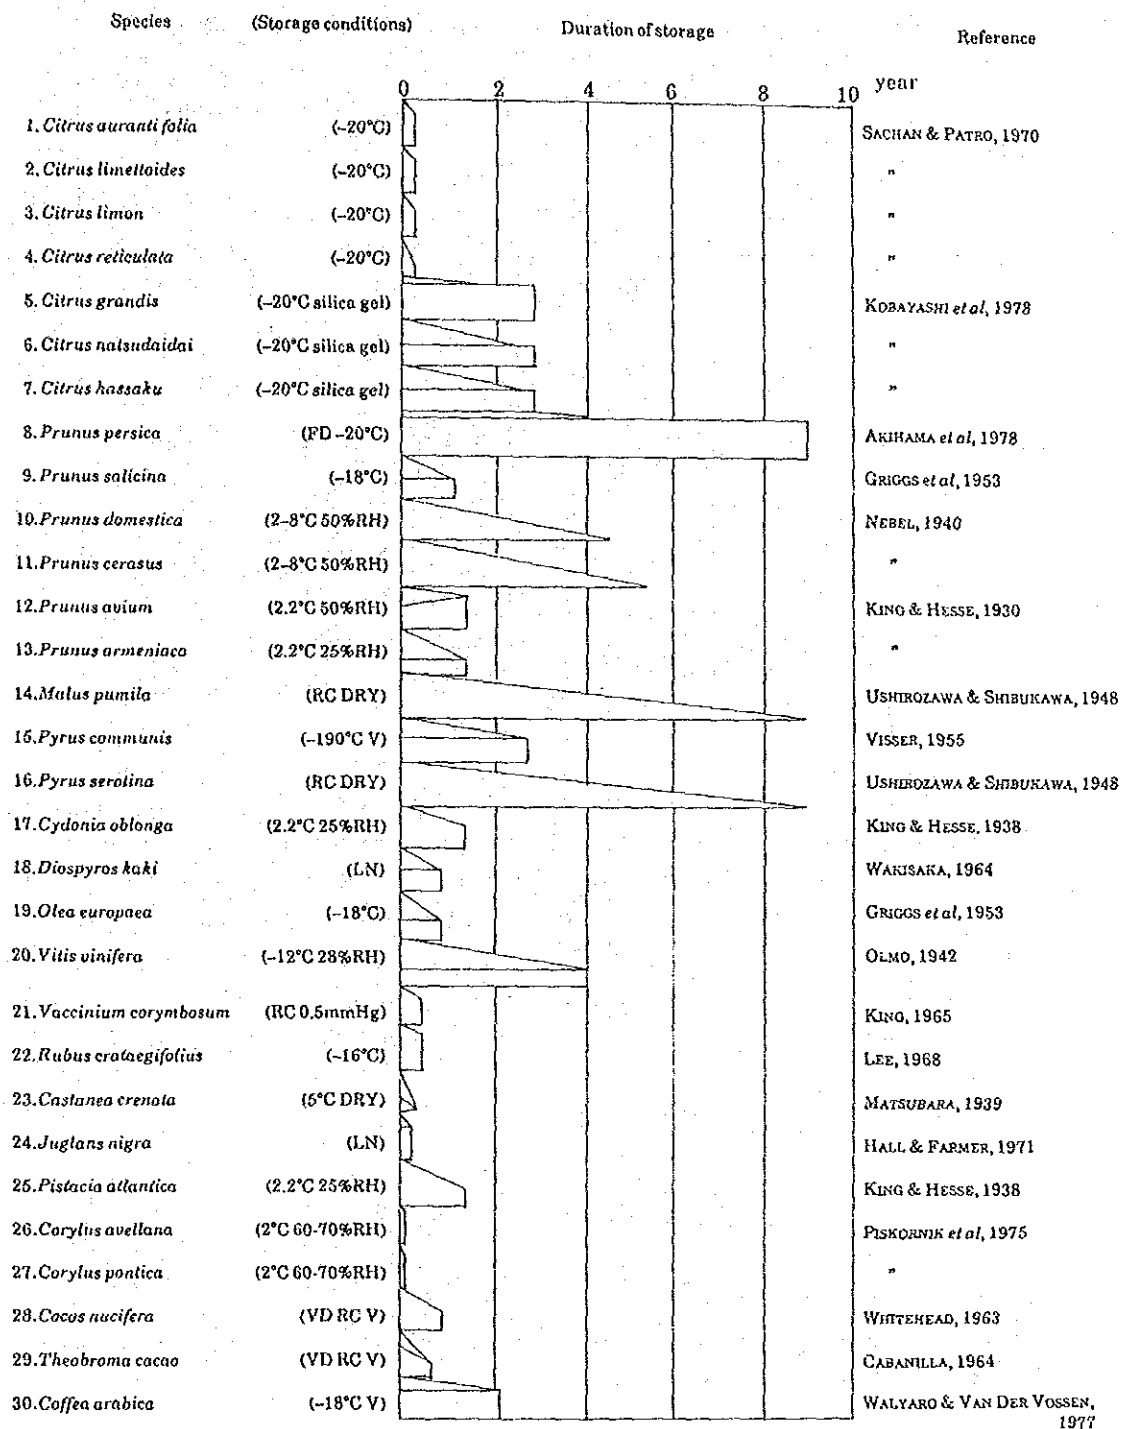 Species (Storage conditions) Duration of storage Reference
0 2 4 6 8 10 year
1. Citrus auranti folia (–20°C) SACHAN & PATRO, 1970
2. Citrus limettoides (–20°C) "
3. Citrus limon (–20°C) "
4. Citrus reticulata (–20°C) "
5. Citrus grandis (–20°C silica gel) KOBAYASHI et al, 1978
6. Citrus natsudaidai (–20°C silica gel) "
7. Citrus hassaku (–20°C silica gel) "
8. Prunus persica (FD –20°C) AKIHAMA et al, 1978
9. Prunus salicina (–18°C) GRIGGS et al, 1953
10. Prunus domestica (2–8°C 50%RH) NEBEL, 1940
11. Prunus cerasus (2–8°C 50%RH) "
12. Prunus avium (2.2°C 50%RH) KING & HESSE, 1930
13. Prunus armeniaca (2.2°C 25%RH) "
14. Malus pumila (RC DRY) USHIROZAWA & SHIBUKAWA, 1948
15. Pyrus communis (–190°C V) VISSER, 1955
16. Pyrus serotina (RC DRY) USHIROZAWA & SHIBUKAWA, 1948
17. Cydonia oblonga (2.2°C 25%RH) KING & HESSE, 1938
18. Diospyros kaki (LN) WAKISAKA, 1964
19. Olea europaea (–18°C) GRIGGS et al, 1953
20. Vitis vinifera (–12°C 28%RH) OLMO, 1942
21. Vaccinium corymbosum (RC 0.5mmHg) KING, 1965
22. Rubus crataegifolius (–16°C) LEE, 1968
23. Castanea crenata (5°C DRY) MATSUBARA, 1939
24. Juglans nigra (LN) HALL & FARMER, 1971
25. Pistacia atlantica (2.2°C 25%RH) KING & HESSE, 1938
26. Corylus avellana (2°C 60-70%RH) PISKORNIK et al, 1975
27. Corylus pontica (2°C 60-70%RH) "
28. Cocos nucifera (VD RC V) WHITEHEAD, 1963
29. Theobroma cacao (VD RC V) CABANILLA, 1964
30. Coffea arabica (–18°C V) WALYARO & VAN DER VOSSEN,
1977